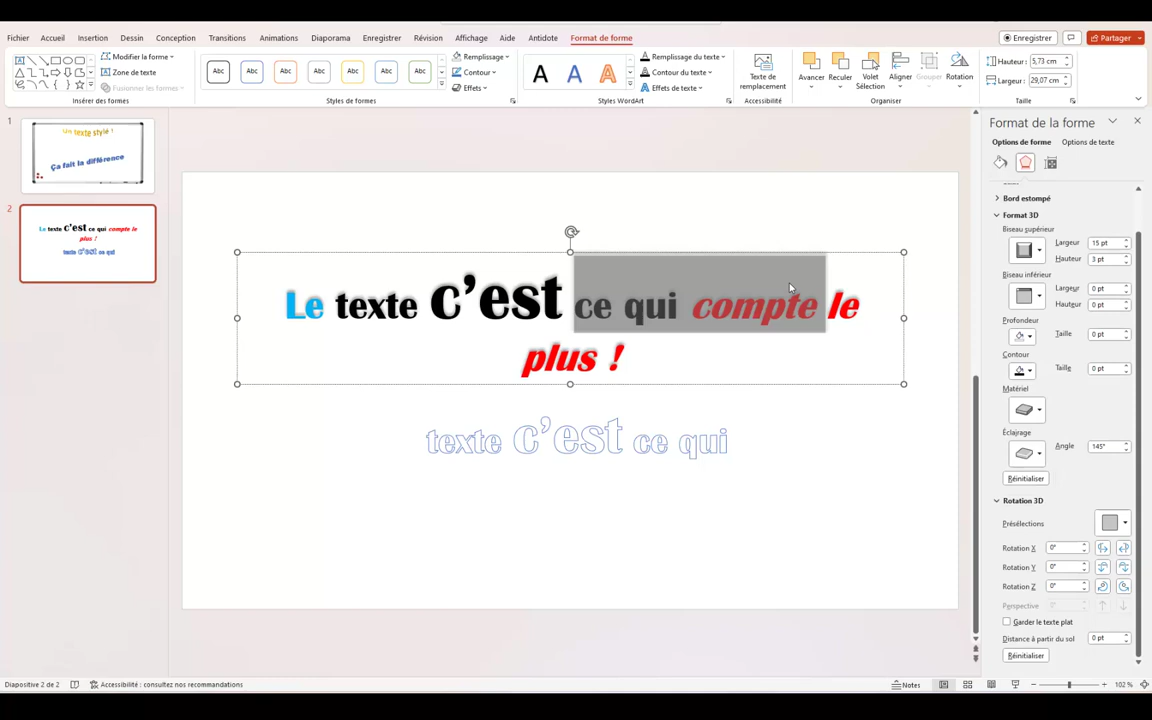 Fichier Accueil Insertion Dessin Conception Transitions Animations Diaporama Enregistrer Révision Affichage Aide Antidote Format de forme Enregistrer Partager
Modifier la forme
Zone de texte
Fusionner les formes
Insérer des formes
Abc Abc Abc Abc Abc Abc Abc
Remplissage
Contour
Effets
Styles de formes
A A A
Remplissage du texte
Contour du texte
Effets de texte
Styles WordArt
Texte de remplacement
Accessibilité
Avancer Reculer Volet Sélection Aligner Grouper Rotation
Organiser
Hauteur : 5,73 cm
Largeur : 29,07 cm
Taille
1
Un texte stylé !
Ça fait la différence
2
Le texte c’est ce qui compte le
plus !
texte c’est ce qui
Le texte c’est ce qui compte le
plus !
texte c’est ce qui
Format de la forme
Options de forme Options de texte
Bord estompé
Format 3D
Biseau supérieur
Largeur 15 pt
Hauteur 3 pt
Biseau inférieur
Largeur 0 pt
Hauteur 0 pt
Profondeur
Taille 0 pt
Contour
Taille 0 pt
Matériel
Éclairage
Angle 145°
Réinitialiser
Rotation 3D
Présélections
Rotation X 0°
Rotation Y 0°
Rotation Z 0°
Perspective
Garder le texte plat
Distance à partir du sol 0 pt
Réinitialiser
Diapositive 2 de 2 Accessibilité : consultez nos recommandations Notes 102 %